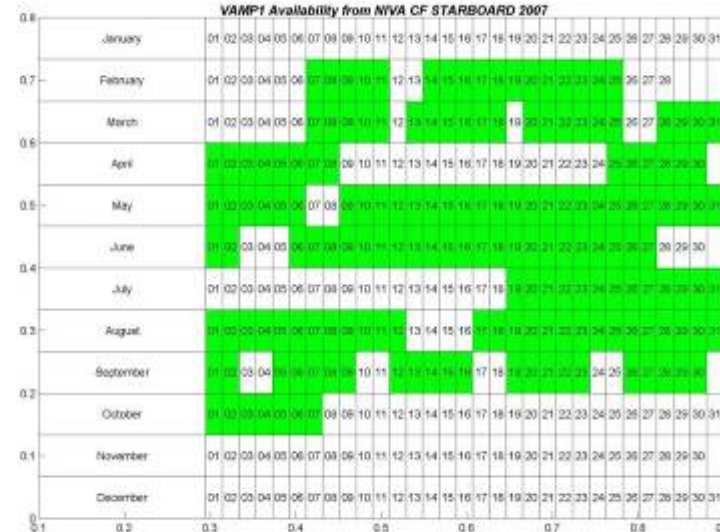 VAMP1 Availability from NIVA CF STARBOARD 2007
0.8
January 01 02 03 04 05 06 07 08 09 10 11 12 13 14 15 16 17 18 19 20 21 22 23 24 25 26 27 28 29 30 31
0.7
February 01 02 03 04 05 06 07 08 09 10 11 12 13 14 15 16 17 18 19 20 21 22 23 24 25 26 27 28
March 01 02 03 04 05 06 07 08 09 10 11 12 13 14 15 16 17 18 19 20 21 22 23 24 25 26 27 28 29 30 31
0.6
April 01 02 03 04 05 06 07 08 09 10 11 12 13 14 15 16 17 18 19 20 21 22 23 24 25 26 27 28 29 30
0.5
May 01 02 03 04 05 06 07 08 09 10 11 12 13 14 15 16 17 18 19 20 21 22 23 24 25 26 27 28 29 30 31
June 01 02 03 04 05 06 07 08 09 10 11 12 13 14 15 16 17 18 19 20 21 22 23 24 25 26 27 28 29 30
0.4
July 01 02 03 04 05 06 07 08 09 10 11 12 13 14 15 16 17 18 19 20 21 22 23 24 25 26 27 28 29 30 31
0.3
August 01 02 03 04 05 06 07 08 09 10 11 12 13 14 15 16 17 18 19 20 21 22 23 24 25 26 27 28 29 30 31
September 01 02 03 04 05 06 07 08 09 10 11 12 13 14 15 16 17 18 19 20 21 22 23 24 25 26 27 28 29 30
0.2
October 01 02 03 04 05 06 07 08 09 10 11 12 13 14 15 16 17 18 19 20 21 22 23 24 25 26 27 28 29 30 31
0.1
November 01 02 03 04 05 06 07 08 09 10 11 12 13 14 15 16 17 18 19 20 21 22 23 24 25 26 27 28 29 30
December 01 02 03 04 05 06 07 08 09 10 11 12 13 14 15 16 17 18 19 20 21 22 23 24 25 26 27 28 29 30 31
0
0.1 0.2 0.3 0.4 0.5 0.6 0.7 0.8